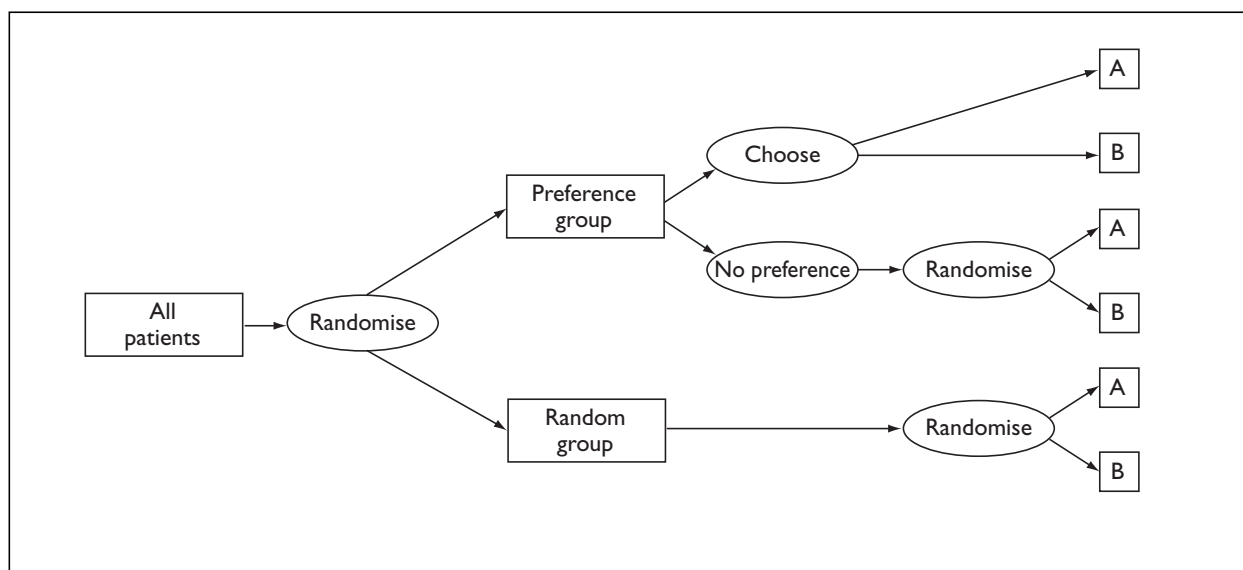 A
Choose
B
Preference
group
A
No preference
Randomise
B
All
patients
Randomise
A
Random
group
Randomise
B